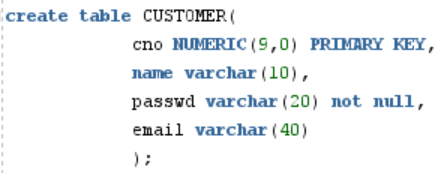 create table CUSTOMER(
cno NUMERIC(9,0) PRIMARY KEY,
name varchar(10),
passwd varchar(20) not null,
email varchar(40)
);